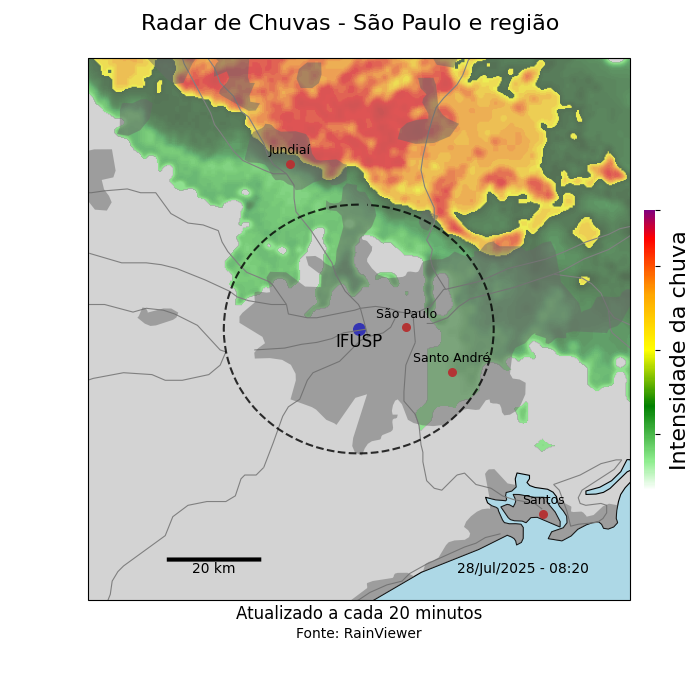 Radar de Chuvas - São Paulo e região
Jundiaí
São Paulo
IFUSP
Santo André
Santos
20 km
28/Jul/2025 - 08:20
Intensidade da chuva
Atualizado a cada 20 minutos
Fonte: RainViewer